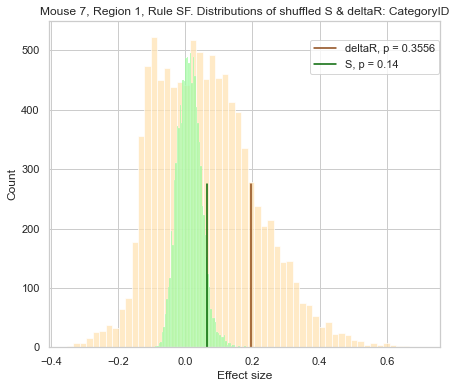 Mouse 7, Region 1, Rule SF. Distributions of shuffled S & deltaR: CategoryID
deltaR, p = 0.3556
S, p = 0.14
Count
500
400
300
200
100
0
−0.4 −0.2 0.0 0.2 0.4 0.6
Effect size